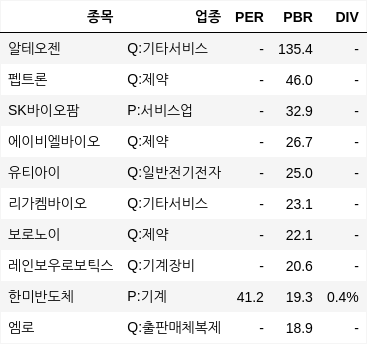 종목 업종 PER PBR DIV
알테오젠 Q:기타서비스 - 135.4 -
펩트론 Q:제약 - 46.0 -
SK바이오팜 P:서비스업 - 32.9 -
에이비엘바이오 Q:제약 - 26.7 -
유티아이 Q:일반전기전자 - 25.0 -
리가켐바이오 Q:기타서비스 - 23.1 -
보로노이 Q:제약 - 22.1 -
레인보우로보틱스 Q:기계장비 - 20.6 -
한미반도체 P:기계 41.2 19.3 0.4%
엠로 Q:출판매체복제 - 18.9 -